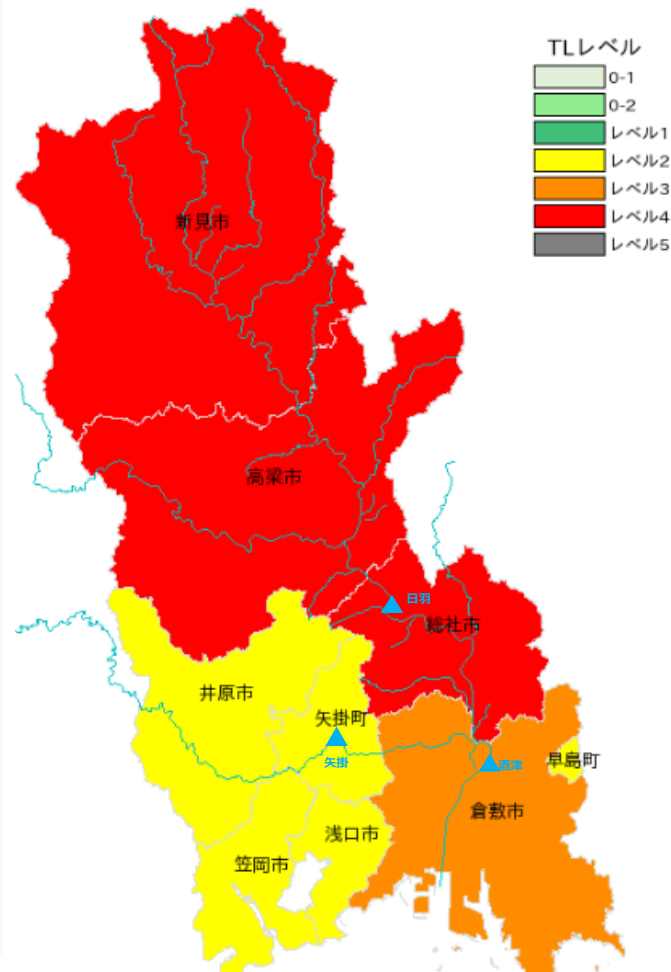 TLレベル
0-1
0-2
レベル1
レベル2
レベル3
レベル4
レベル5
新見市
高梁市
日羽
総社市
井原市
矢掛町
矢掛
早島町
酒津
倉敷市
浅口市
笠岡市